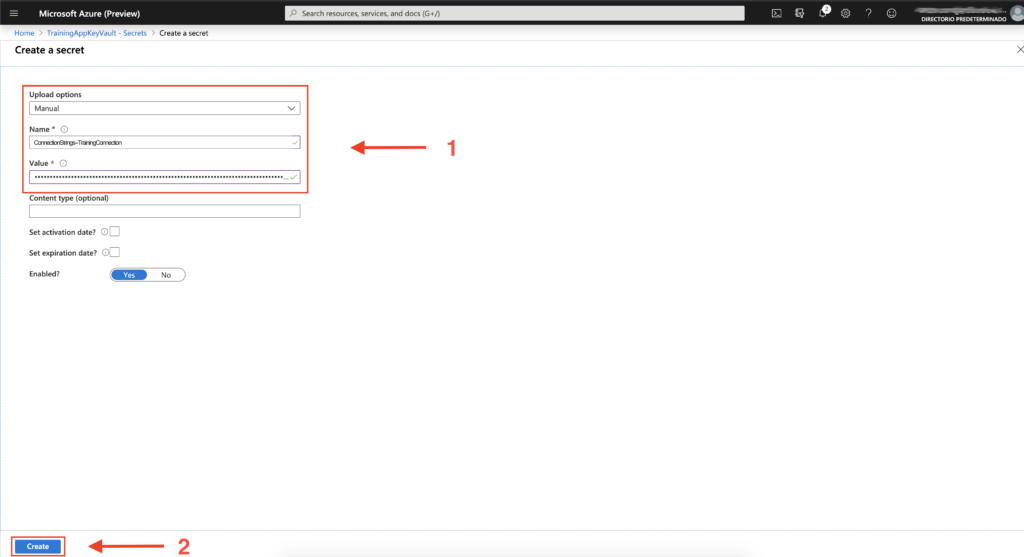 Microsoft Azure (Preview)
Search resources, services, and docs (G+/)
2
DIRECTORIO PREDETERMINADO
Home > TrainingAppKeyVault - Secrets > Create a secret
Create a secret
Upload options
Manual
Name *
ConnectionStrings--TrainingConnection
1
Value *
Content type (optional)
Set activation date?
Set expiration date?
Enabled?
Yes No
Create
2